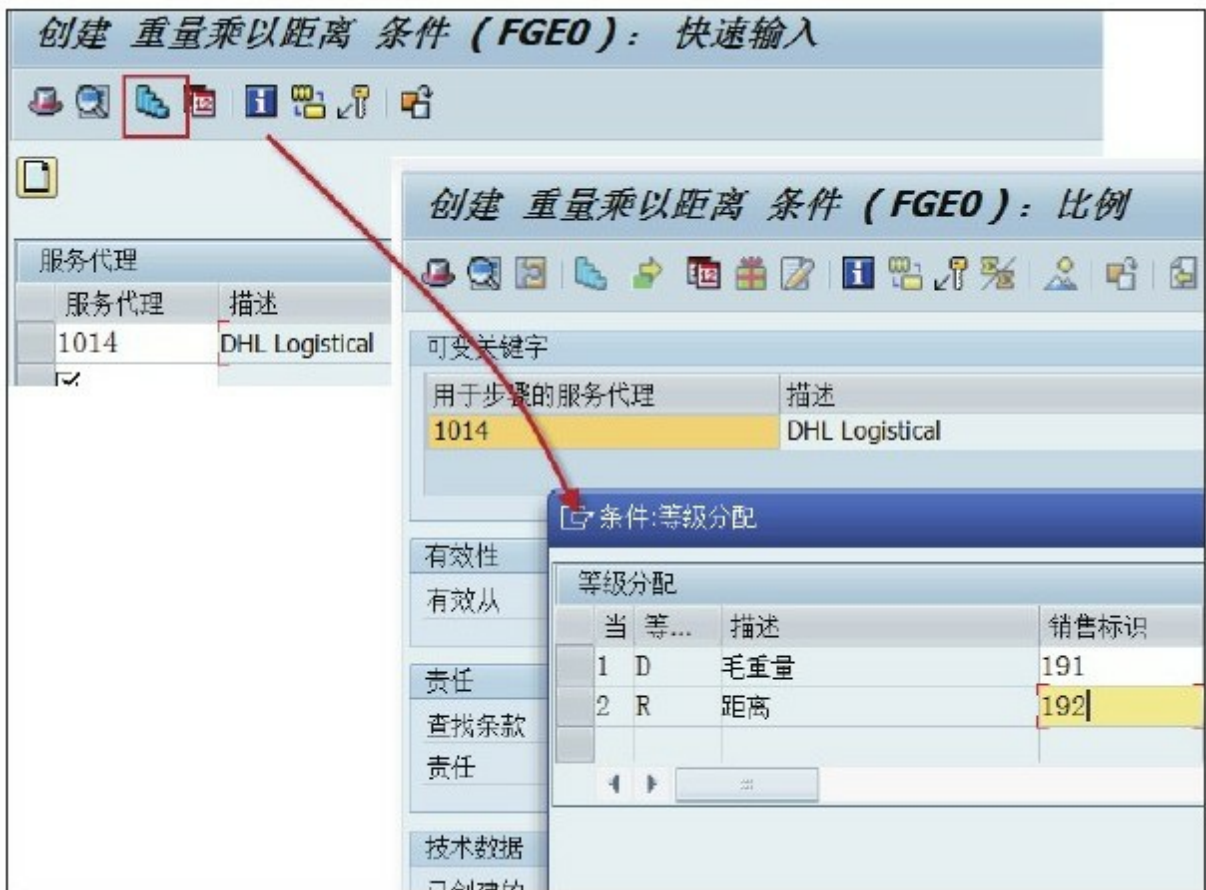 创建 重量乘以距离 条件 ( FGE0 ) : 快速输入
服务代理
服务代理 描述
1014 DHL Logistical
创建 重量乘以距离 条件 ( FGE0 ) : 比例
可变关键字
用于步骤的服务代理 描述
1014 DHL Logistical
条件:等级分配
有效性
有效从
责任
查找条款
责任
技术数据
已创建的
等级分配
当 等... 描述 销售标识
1 D 毛重量 191
2 R 距离 192